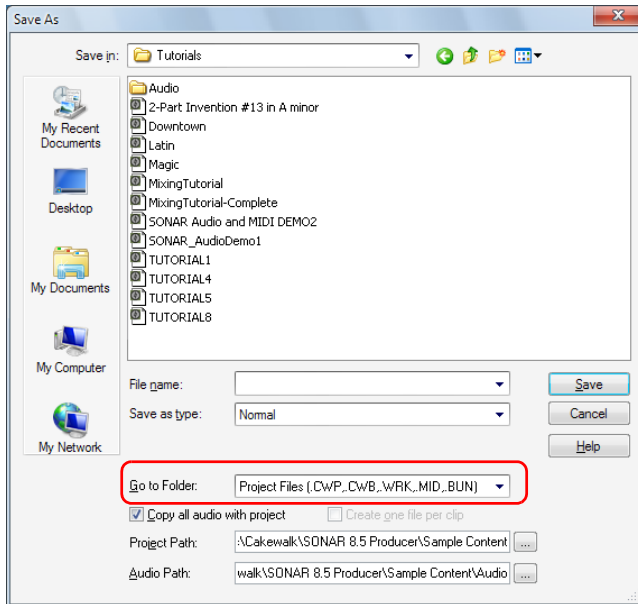 Save As
Save in: Tutorials
My Recent Documents
Desktop
My Documents
My Computer
My Network
Audio
2-Part Invention #13 in A minor
Downtown
Latin
Magic
MixingTutorial
MixingTutorial-Complete
SONAR Audio and MIDI DEMO2
SONAR_AudioDemo1
TUTORIAL1
TUTORIAL4
TUTORIAL5
TUTORIAL8
File name:
Save
Save as type: Normal
Cancel
Help
Go to Folder: Project Files (.CWP,.CWB,.WRK,.MID,.BUN)
Copy all audio with project Create one file per clip
Project Path: :\Cakewalk\SONAR 8.5 Producer\Sample Content ...
Audio Path: walk\SONAR 8.5 Producer\Sample Content\Audio ...